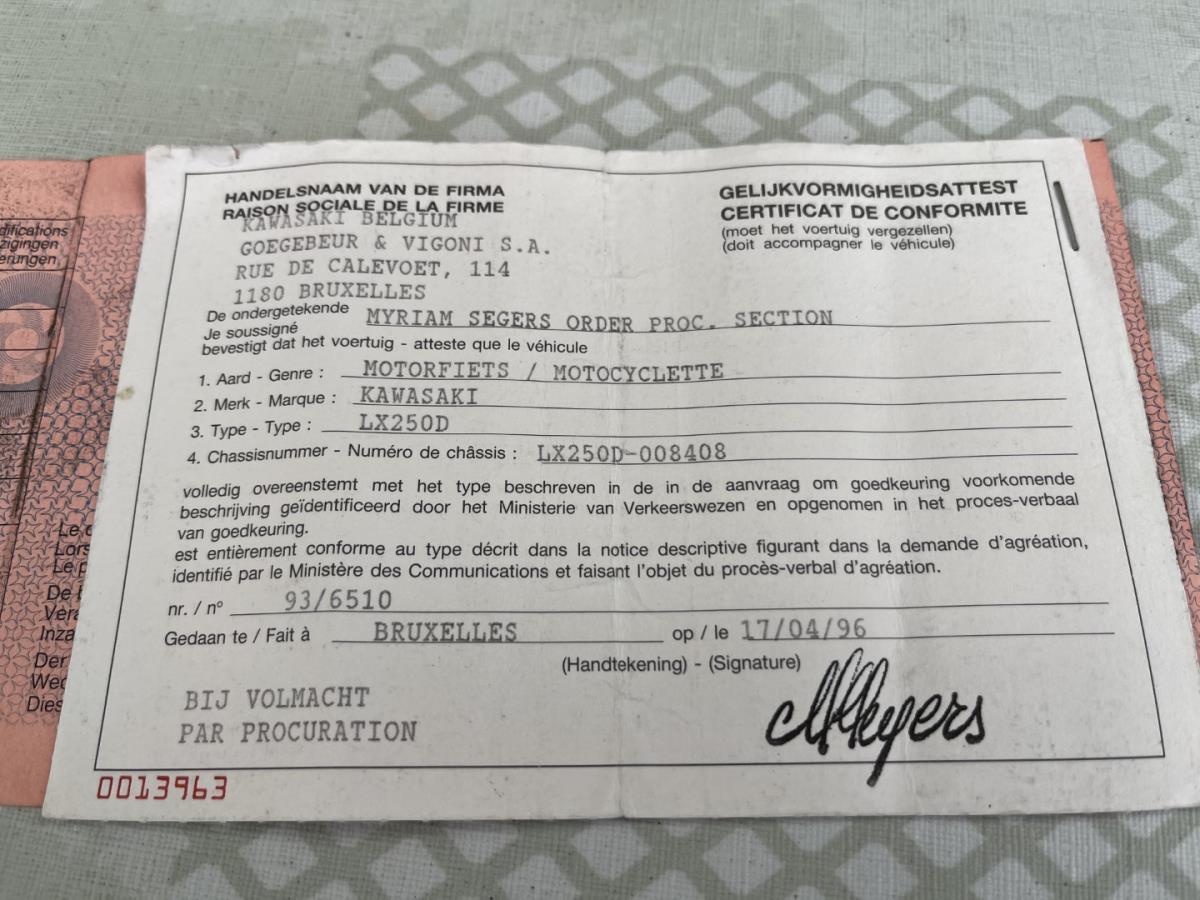 HANDELSNAAM VAN DE FIRMA
RAISON SOCIALE DE LA FIRME
KAWASAKI BELGIUM
GOEGEBEUR & VIGONI S.A.
RUE DE CALEVOET, 114
1180 BRUXELLES
GELIJKVORMIGHEIDSATTEST
CERTIFICAT DE CONFORMITE
(moet het voertuig vergezellen)
(doit accompagner le véhicule)
De ondergetekende
Je soussigné
MYRIAM SEGERS ORDER PROC. SECTION
bevestigt dat het voertuig - atteste que le véhicule
1. Aard - Genre : MOTORFIETS / MOTOCYCLETTE
2. Merk - Marque : KAWASAKI
3. Type - Type : LX250D
4. Chassisnummer - Numéro de châssis : LX250D-008408
volledig overeenstemt met het type beschreven in de in de aanvraag om goedkeuring voorkomende
beschrijving geïdentificeerd door het Ministerie van Verkeerswezen en opgenomen in het proces-verbaal
van goedkeuring.
est entièrement conforme au type décrit dans la notice descriptive figurant dans la demande d'agréation,
identifié par le Ministère des Communications et faisant l'objet du procès-verbal d'agréation.
nr. / n° 93/6510
Gedaan te / Fait à BRUXELLES op / le 17/04/96
(Handtekening) - (Signature)
BIJ VOLMACHT
PAR PROCURATION
0013963
Le
Lors
Le
De
Inza
Der
Dies